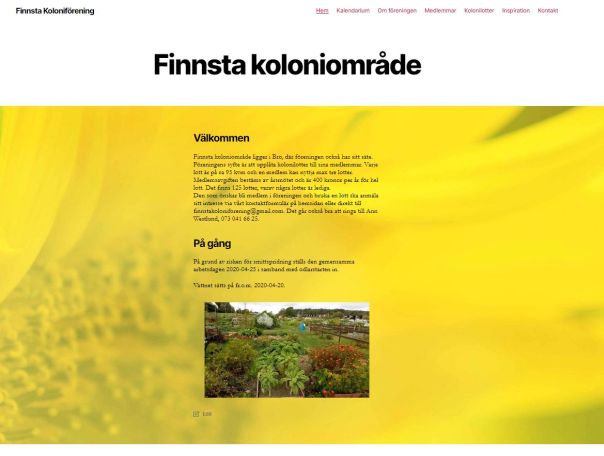 Finnsta Koloniförening
Hem Kalendarium Om föreningen Medlemmar Kolonilotter Inspiration Kontakt
Finnsta koloniområde
Välkommen
Finnsta koloniområde ligger i Bro, där föreningen också har sitt säte.
Föreningens syfte är att upplåta kolonilotter till sina medlemmar. Varje
lott är på ca 95 kvm och en medlem kan nyttja max tre lotter.
Medlemsavgiften bestäms av årsmötet och är 400 kronor per år för hel
lott. Det finns 125 lotter, varav några lotter är lediga.
Den som önskar bli medlem i föreningen och bruka en lott ska anmäla
sitt intresse via vårt kontaktformulär på hemsidan eller direkt till
finnstakoloniforening@gmail.com. Det går också bra att ringa till Ann
Westlund, 073 041 66 25.
På gång
På grund av risken för smittspridning ställs den gemensamma
arbetsdagen 2020-04-25 i samband med odlarstarten in.
Vattnet sätts på fr.o.m. 2020-04-20.
Edit